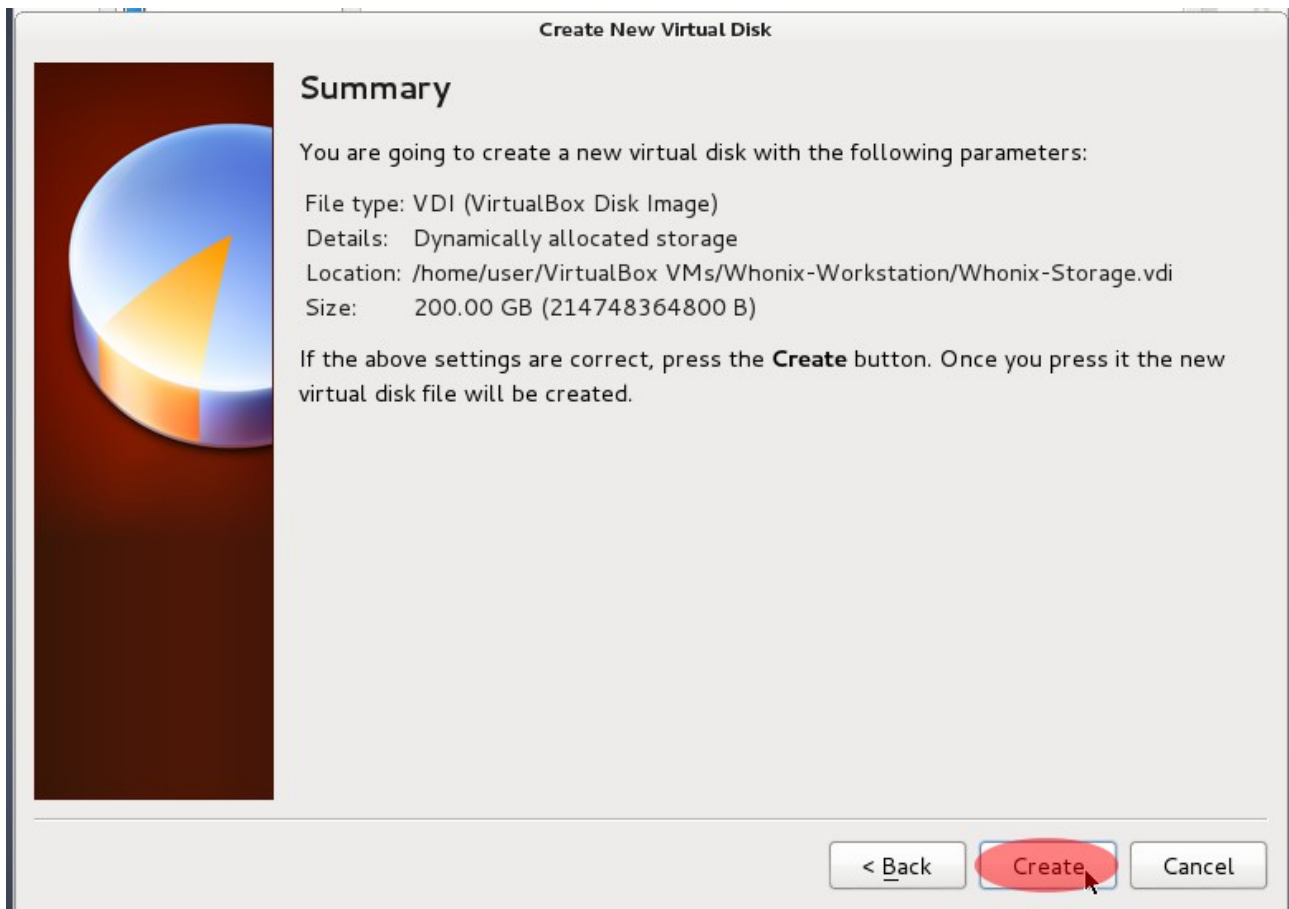 Create New Virtual Disk
Summary
You are going to create a new virtual disk with the following parameters:
File type: VDI (VirtualBox Disk Image)
Details: Dynamically allocated storage
Location: /home/user/VirtualBox VMs/Whonix-Workstation/Whonix-Storage.vdi
Size: 200.00 GB (214748364800 B)
If the above settings are correct, press the Create button. Once you press it the new
virtual disk file will be created.
< Back Create Cancel